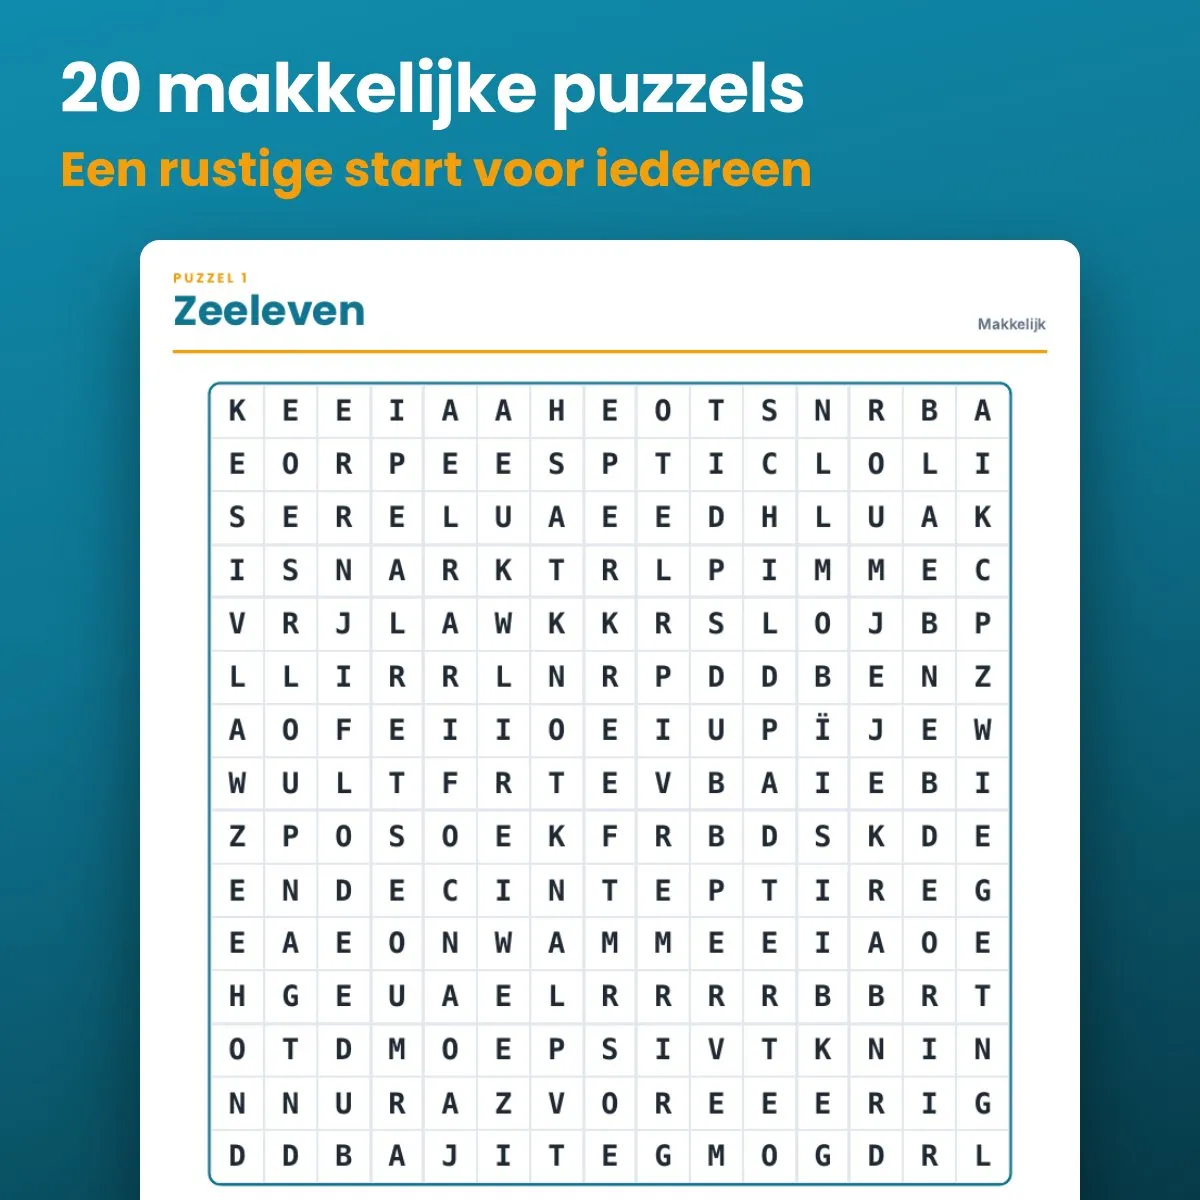 20 makkelijke puzzels
Een rustige start voor iedereen
PUZZEL 1
Zeeleven
Makkelijk
K E E I A A H E O T S N R B A
E O R P E E S P T I C L O L I
S E R E L U A E E D H L U A K
I S N A R K T R L P I M M E C
V R J L A W K K R S L O J B P
L L I R R L N R P D D B E N Z
A O F E I I O E I U P Ï J E W
W U L T F R T E V B A I E B I
Z P O S O E K F R B D S K D E
E N D E C I N T E P T I R E G
E A E O N W A M M E E I A O E
H G E U A E L R R R R B B R T
O T D M O E P S I V T K N I N
N N U R A Z V O R E E E R I G
D D B A J I T E G M O G D R L